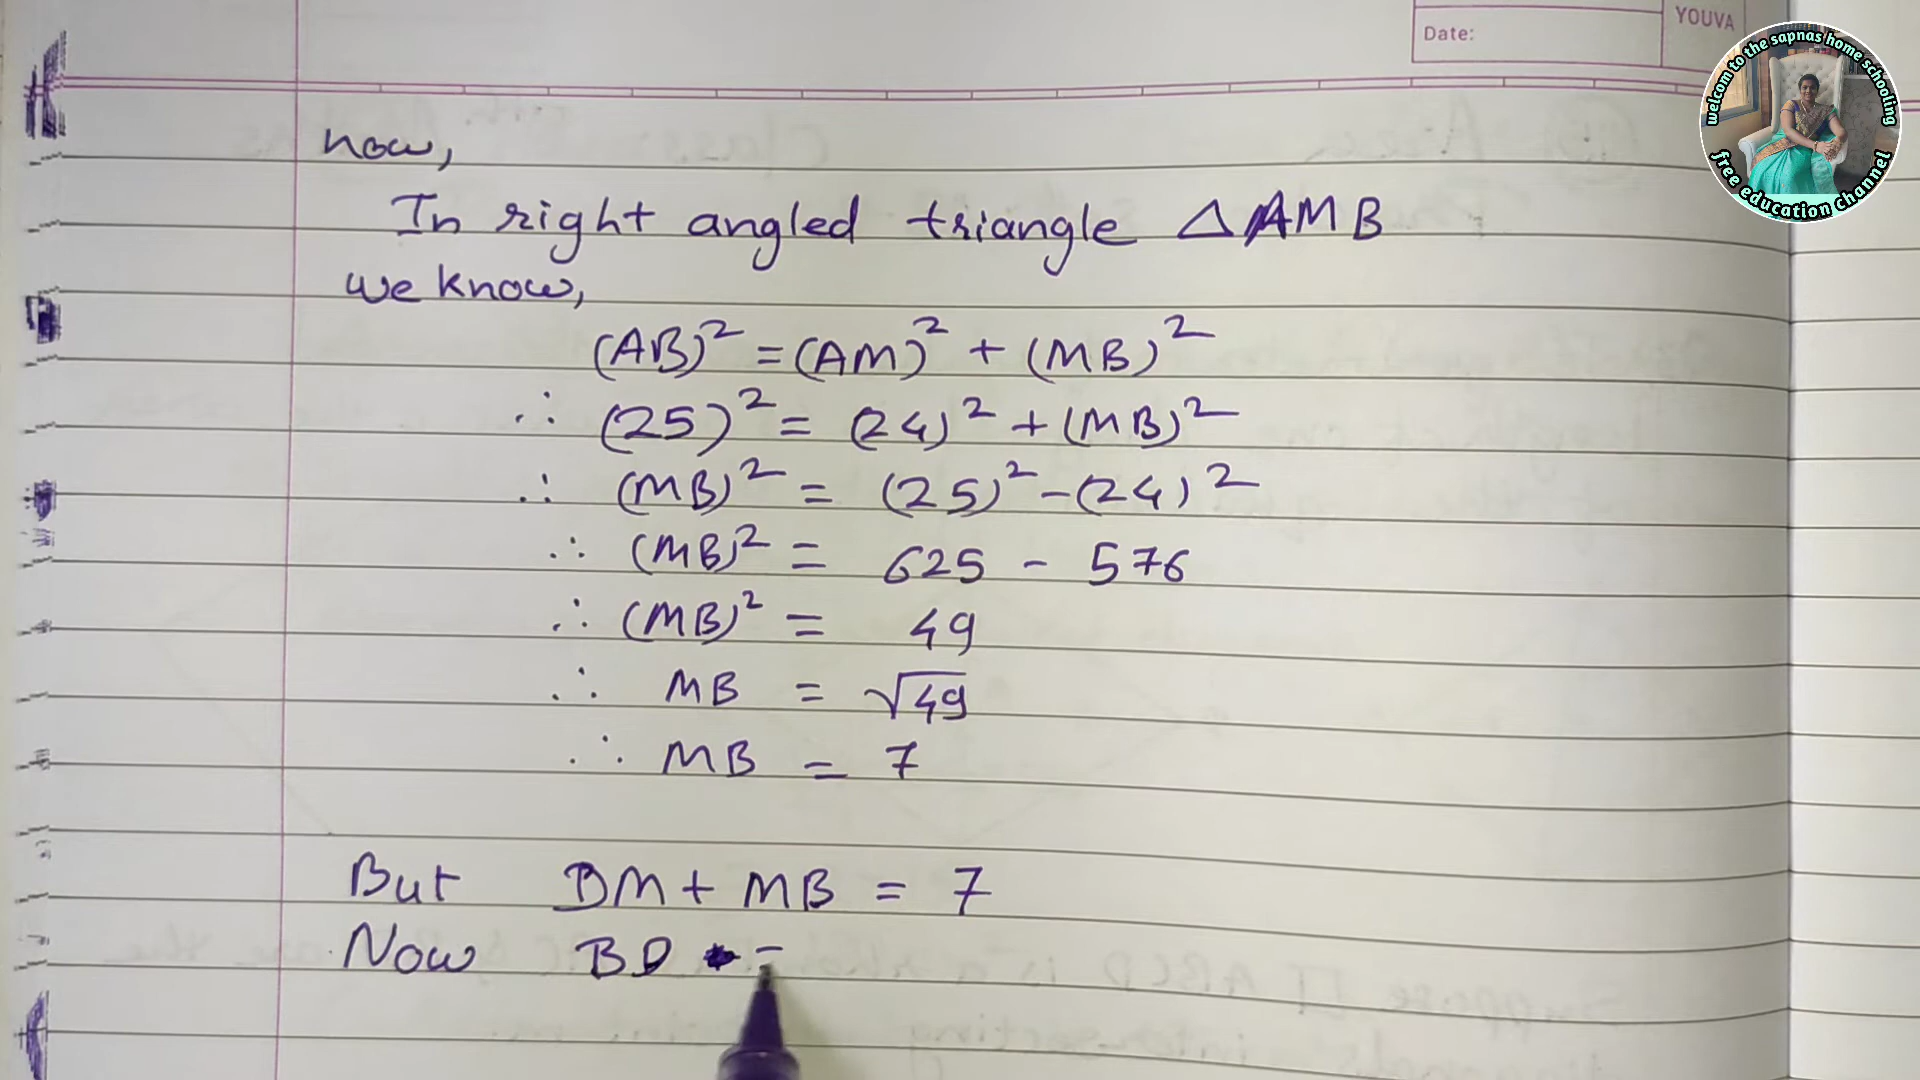 Date:
YOUVA
welcom to the sapnas home schooling
free education channel
now,
In right angled triangle △AMB
we know,
(AB)² = (AM)² + (MB)²
∴ (25)² = (24)² + (MB)²
∴ (MB)² = (25)² - (24)²
∴ (MB)² = 625 - 576
∴ (MB)² = 49
∴ MB = √49
∴ MB = 7
But DM + MB = 7
Now BD =